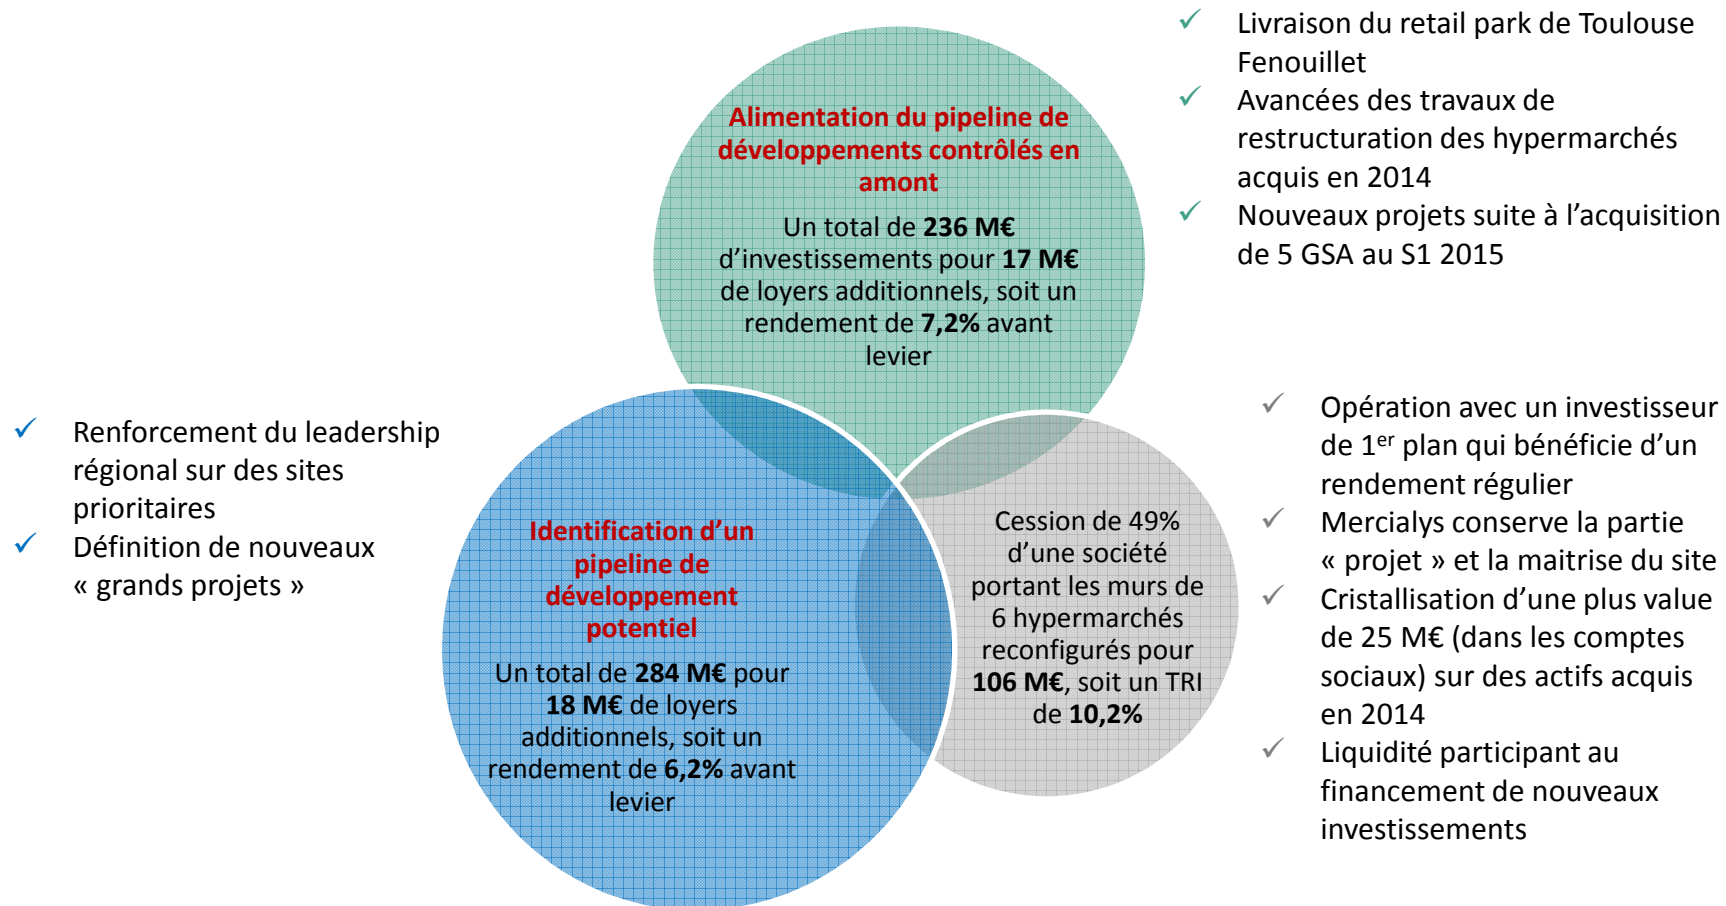 ✓ Livraison du retail park de Toulouse
Fenouillet
✓ Avancées des travaux de
restructuration des hypermarchés
acquis en 2014
✓ Nouveaux projets suite à l’acquisition
de 5 GSA au S1 2015
Alimentation du pipeline de
développements contrôlés en
amont
Un total de 236 M€
d’investissements pour 17 M€
de loyers additionnels, soit un
rendement de 7,2% avant
levier
✓ Renforcement du leadership
régional sur des sites
prioritaires
✓ Définition de nouveaux
« grands projets »
Identification d’un
pipeline de
développement
potentiel
Un total de 284 M€ pour
18 M€ de loyers
additionnels, soit un
rendement de 6,2% avant
levier
Cession de 49%
d’une société
portant les murs de
6 hypermarchés
reconfigurés pour
106 M€, soit un TRI
de 10,2%
✓ Opération avec un investisseur
de 1er plan qui bénéficie d’un
rendement régulier
✓ Mercialys conserve la partie
« projet » et la maitrise du site
✓ Cristallisation d’une plus value
de 25 M€ (dans les comptes
sociaux) sur des actifs acquis
en 2014
✓ Liquidité participant au
financement de nouveaux
investissements